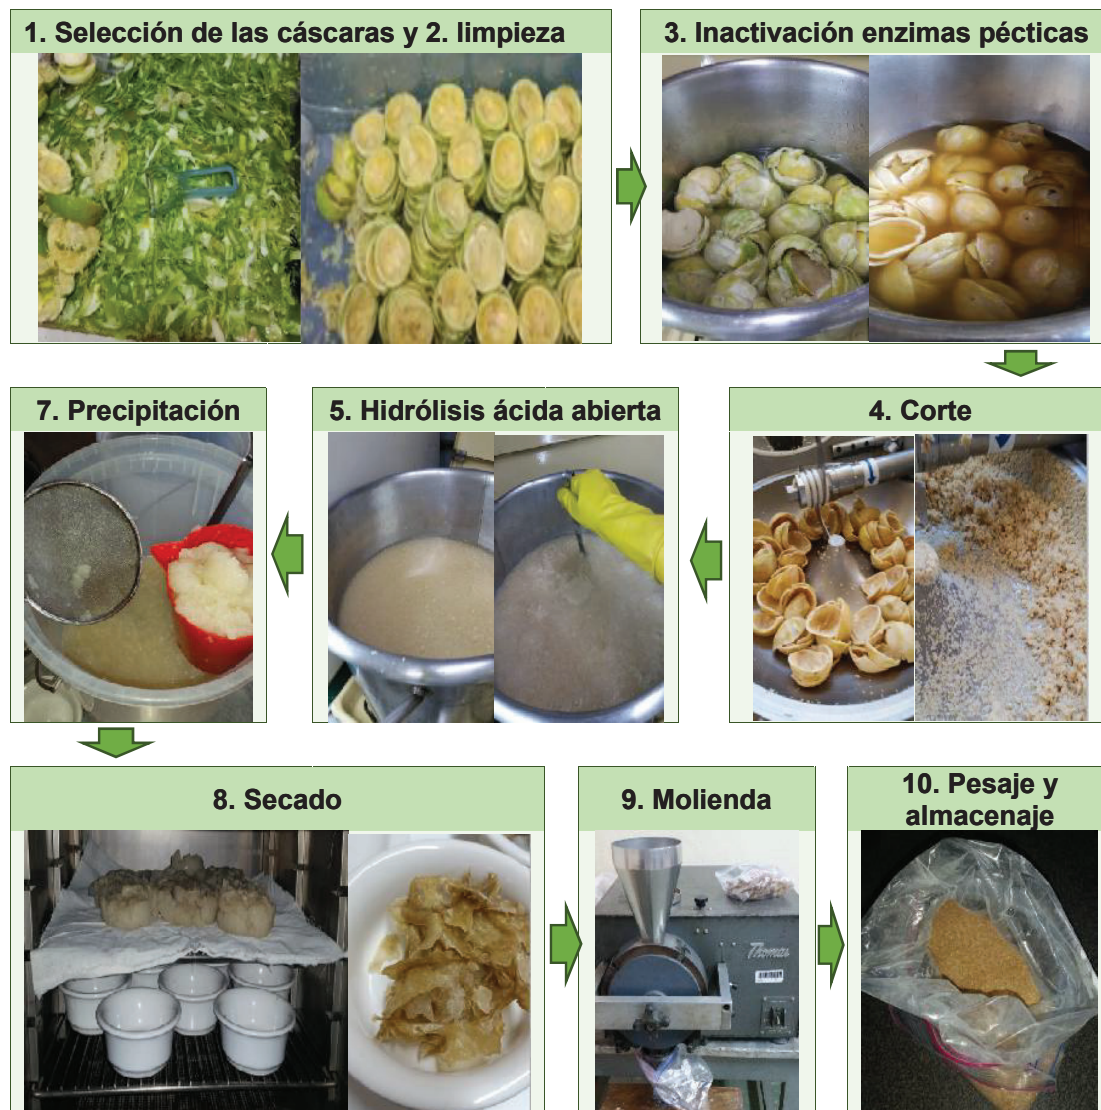 1. Selección de las cáscaras y 2. limpieza
3. Inactivación enzimas pécticas
7. Precipitación
5. Hidrólisis ácida abierta
4. Corte
8. Secado
9. Molienda
10. Pesaje y
almacenaje
Thomas